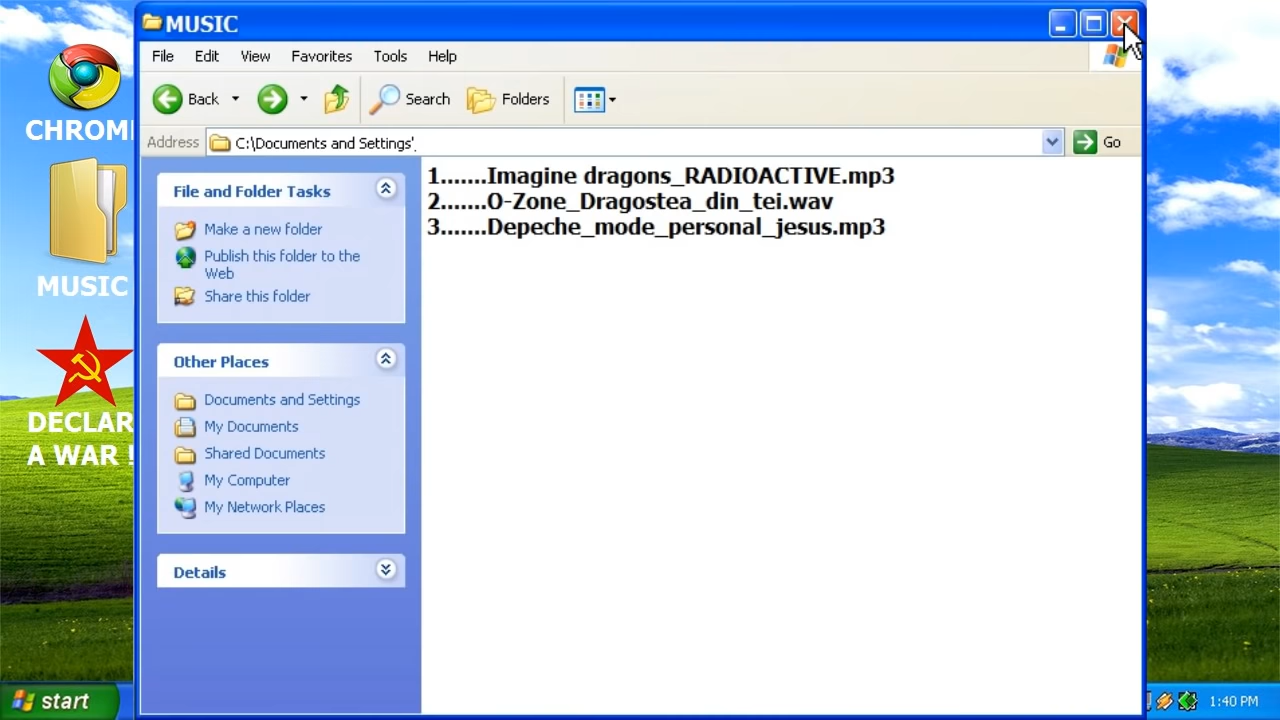 MUSIC
File Edit View Favorites Tools Help
Back Search Folders
Address C:\Documents and Settings' Go
File and Folder Tasks
Make a new folder
Publish this folder to the
Web
Share this folder
Other Places
Documents and Settings
My Documents
Shared Documents
My Computer
My Network Places
Details
1.......Imagine dragons_RADIOACTIVE.mp3
2.......O-Zone_Dragostea_din_tei.wav
3.......Depeche_mode_personal_jesus.mp3
CHROM
MUSIC
DECLAR
A WAR !
start
1:40 PM